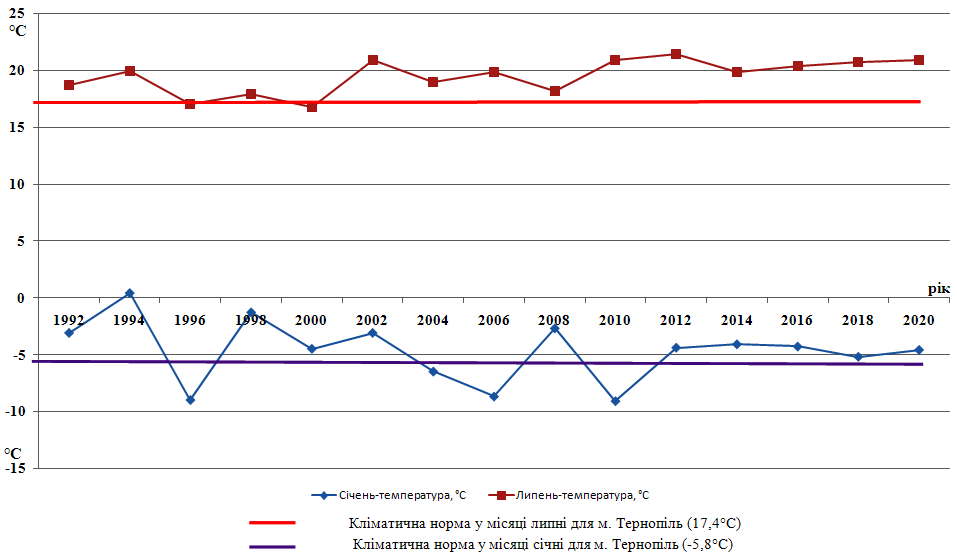 25
°C
20
15
10
5
0
рік
1992 1994 1996 1998 2000 2002 2004 2006 2008 2010 2012 2014 2016 2018 2020
-5
-10
°C
-15
Січень-температура, °С Липень-температура, °С
Кліматична норма у місяці липні для м. Тернопіль (17,4°С)
Кліматична норма у місяці січні для м. Тернопіль (-5,8°С)